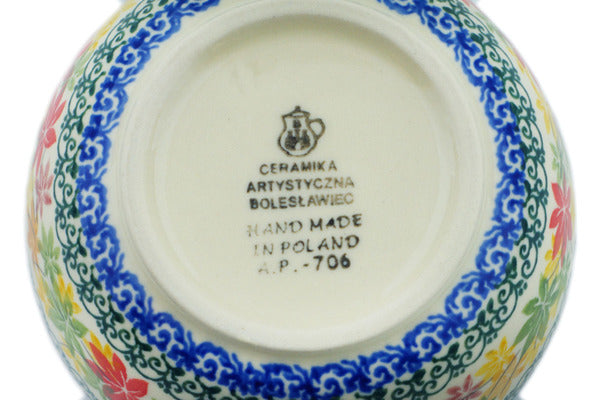 CERAMIKA
ARTYSTYCZNA
BOLESŁAWIEC
HAND MADE
IN POLAND
A.P.-706